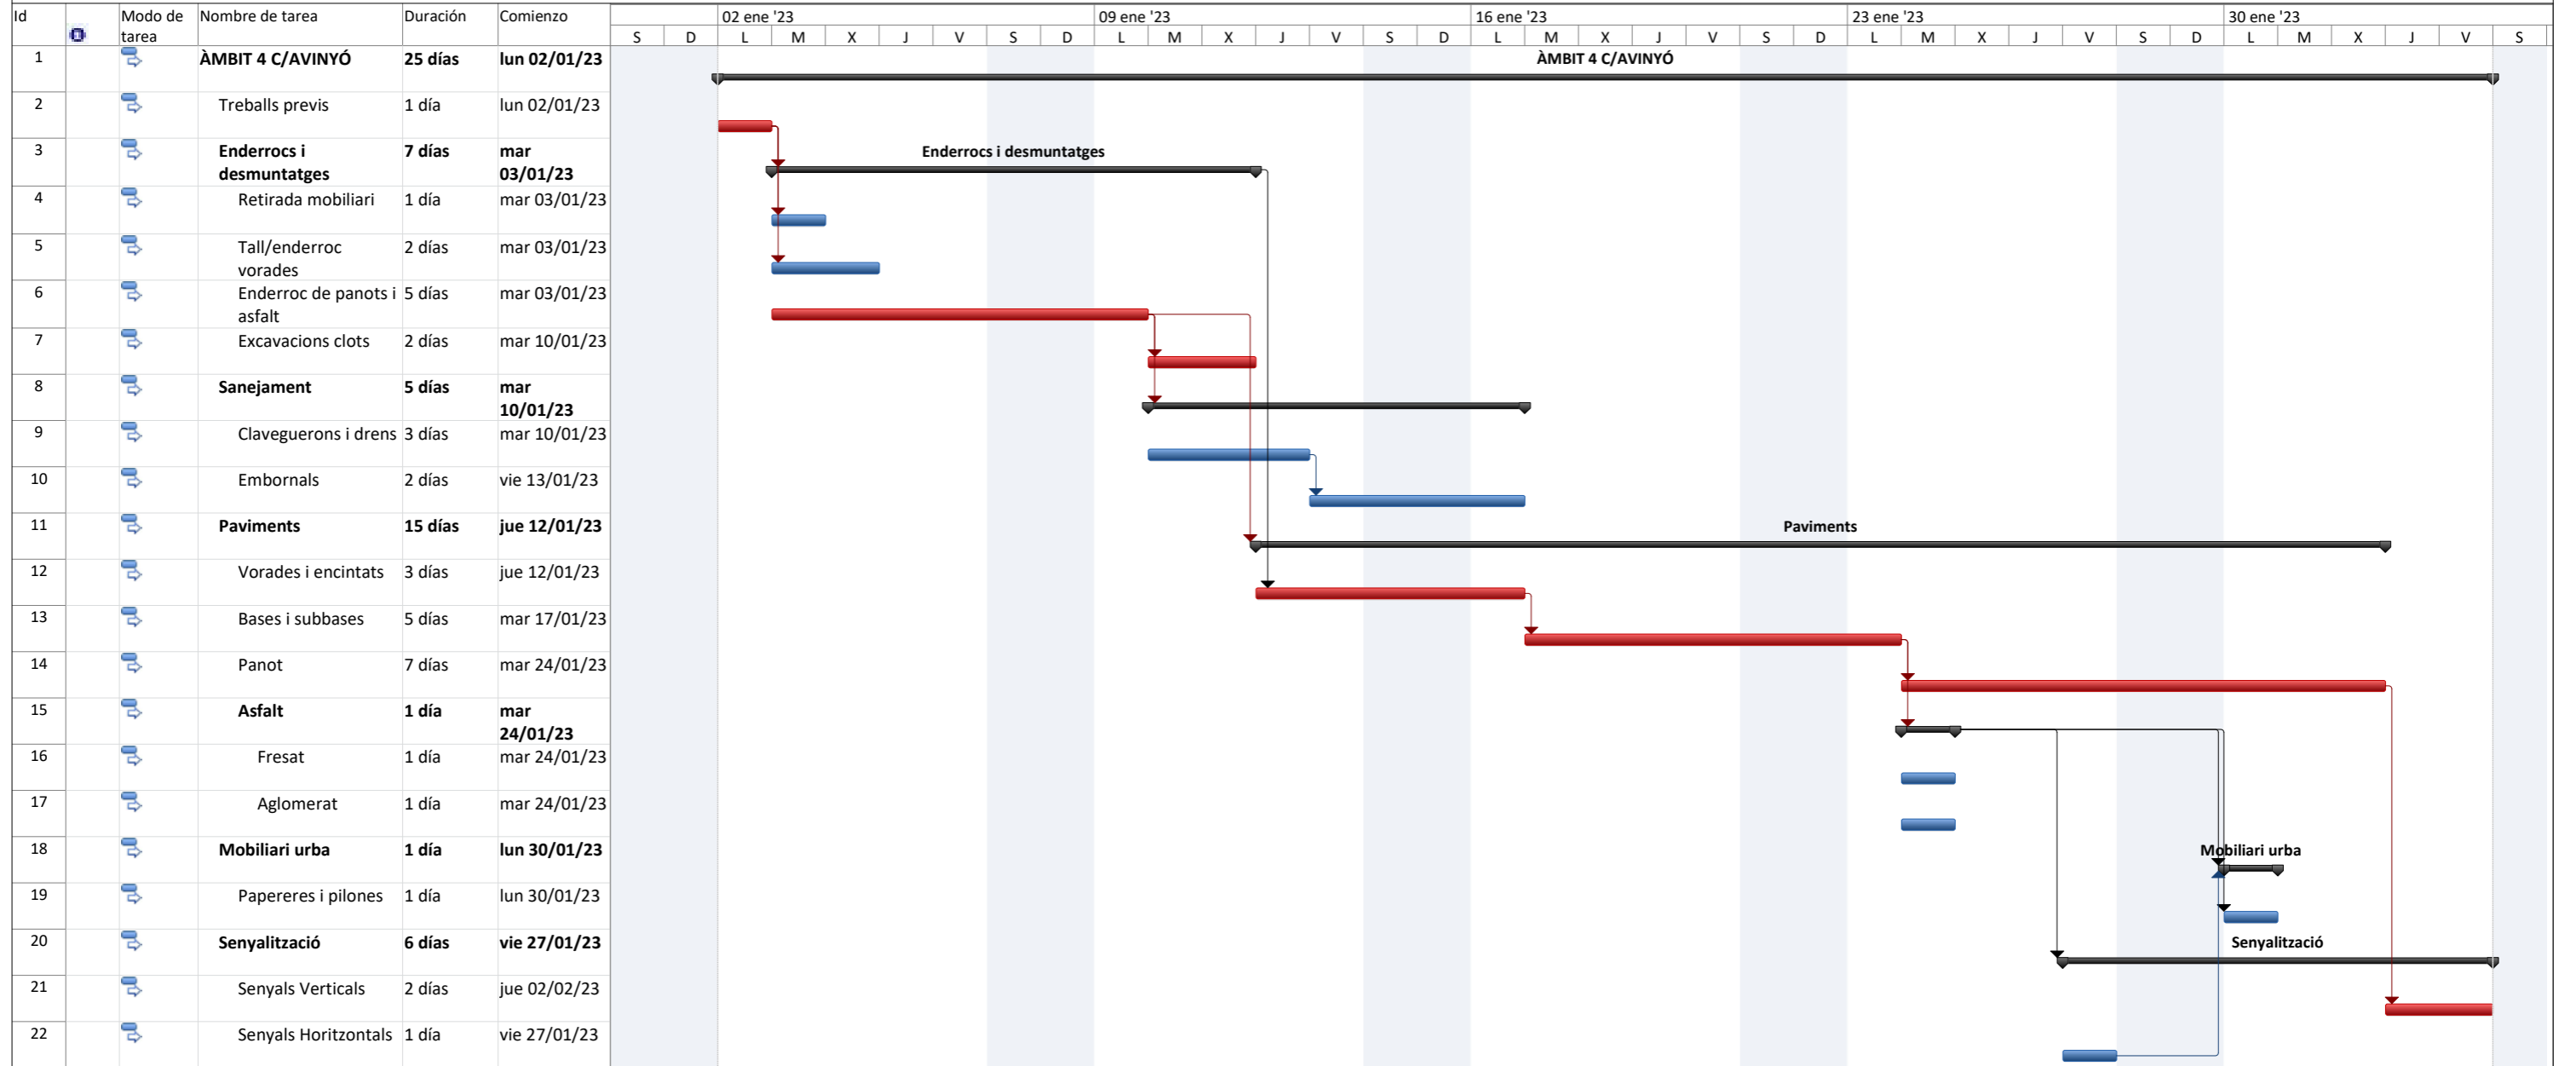 Id
Modo de tarea
Nombre de tarea
Duración
Comienzo
02 ene '23
09 ene '23
16 ene '23
23 ene '23
30 ene '23
S D L M X J V S D L M X J V S D L M X J V S D L M X J V S D L M X J V S
1 ÀMBIT 4 C/AVINYÓ 25 días lun 02/01/23
ÀMBIT 4 C/AVINYÓ
2 Treballs previs 1 día lun 02/01/23
3 Enderrocs i desmuntatges 7 días mar 03/01/23
Enderrocs i desmuntatges
4 Retirada mobiliari 1 día mar 03/01/23
5 Tall/enderroc vorades 2 días mar 03/01/23
6 Enderroc de panots i asfalt 5 días mar 03/01/23
7 Excavacions clots 2 días mar 10/01/23
8 Sanejament 5 días mar 10/01/23
9 Claveguerons i drens 3 días mar 10/01/23
10 Embornals 2 días vie 13/01/23
11 Paviments 15 días jue 12/01/23
Paviments
12 Vorades i encintats 3 días jue 12/01/23
13 Bases i subbases 5 días mar 17/01/23
14 Panot 7 días mar 24/01/23
15 Asfalt 1 día mar 24/01/23
16 Fresat 1 día mar 24/01/23
17 Aglomerat 1 día mar 24/01/23
18 Mobiliari urba 1 día lun 30/01/23
Mobiliari urba
19 Papereres i pilones 1 día lun 30/01/23
20 Senyalització 6 días vie 27/01/23
Senyalització
21 Senyals Verticals 2 días jue 02/02/23
22 Senyals Horitzontals 1 día vie 27/01/23